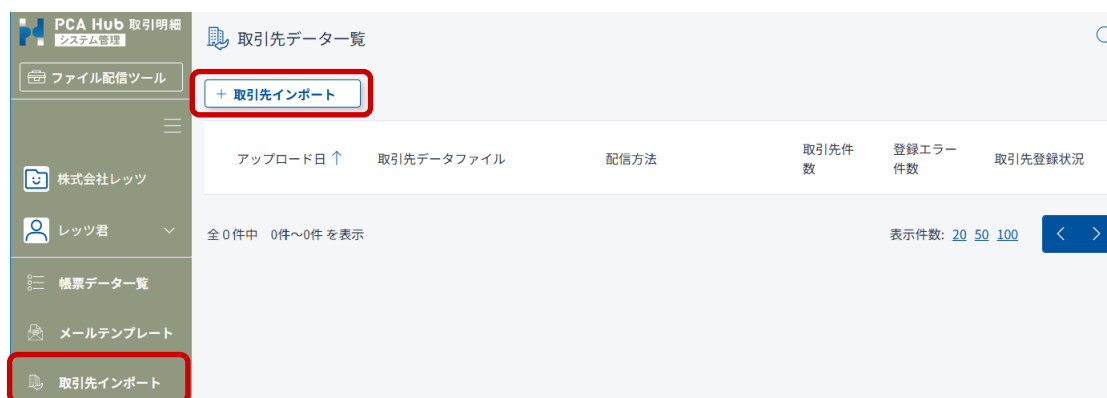 PCA Hub 取引明細
システム管理
ファイル配信ツール
株式会社レッツ
レッツ君
帳票データ一覧
メールテンプレート
取引先インポート
取引先データ一覧
+ 取引先インポート
アップロード日↑ 取引先データファイル 配信方法 取引先件数 登録エラー件数 取引先登録状況
全0件中 0件～0件 を表示
表示件数: 20 50 100